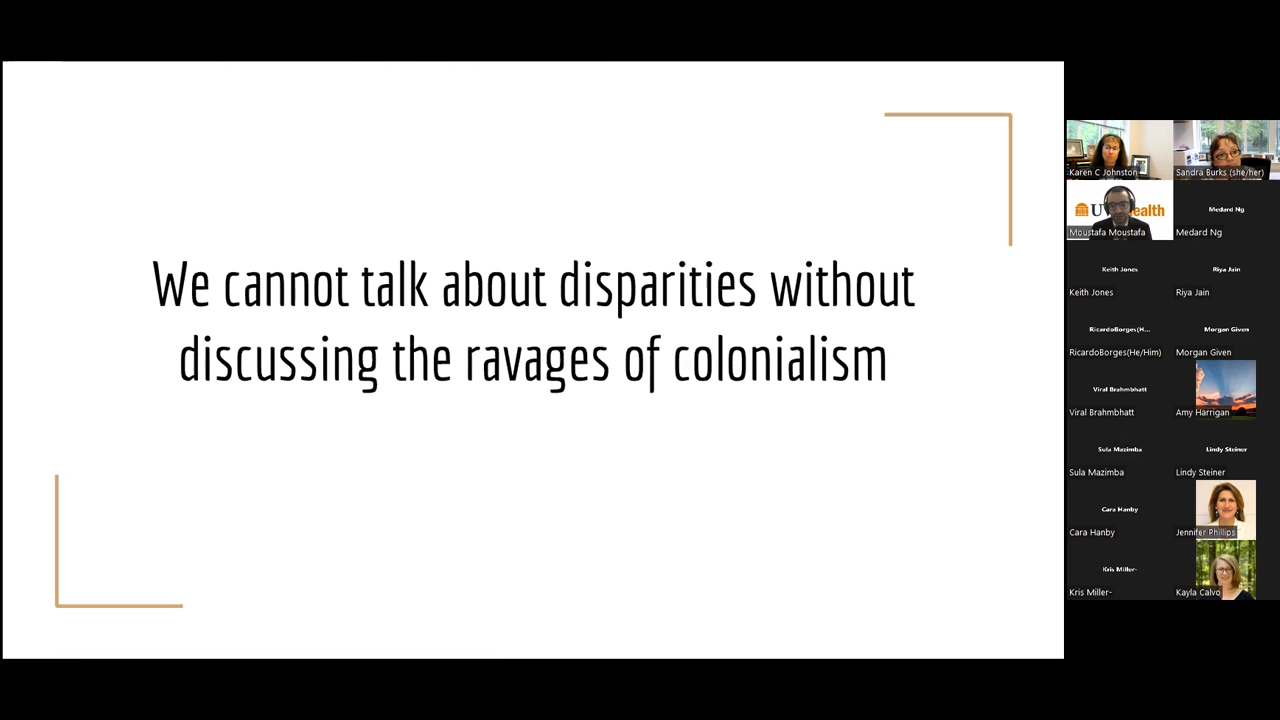 We cannot talk about disparities without
discussing the ravages of colonialism
Karen C Johnston
Sandra Burks (she/her)
UV
ealth
Moustafa Moustafa
Medard Ng
Medard Ng
Keith Jones
Keith Jones
Riya Jain
Riya Jain
RicardoBorges(H...
RicardoBorges(He/Him)
Morgan Given
Morgan Given
Viral Brahmbhatt
Viral Brahmbhatt
Amy Harrigan
Sula Mazimba
Sula Mazimba
Lindy Steiner
Lindy Steiner
Cara Hanby
Cara Hanby
Jennifer Phillips
Kris Miller-
Kris Miller-
Kayla Calvo